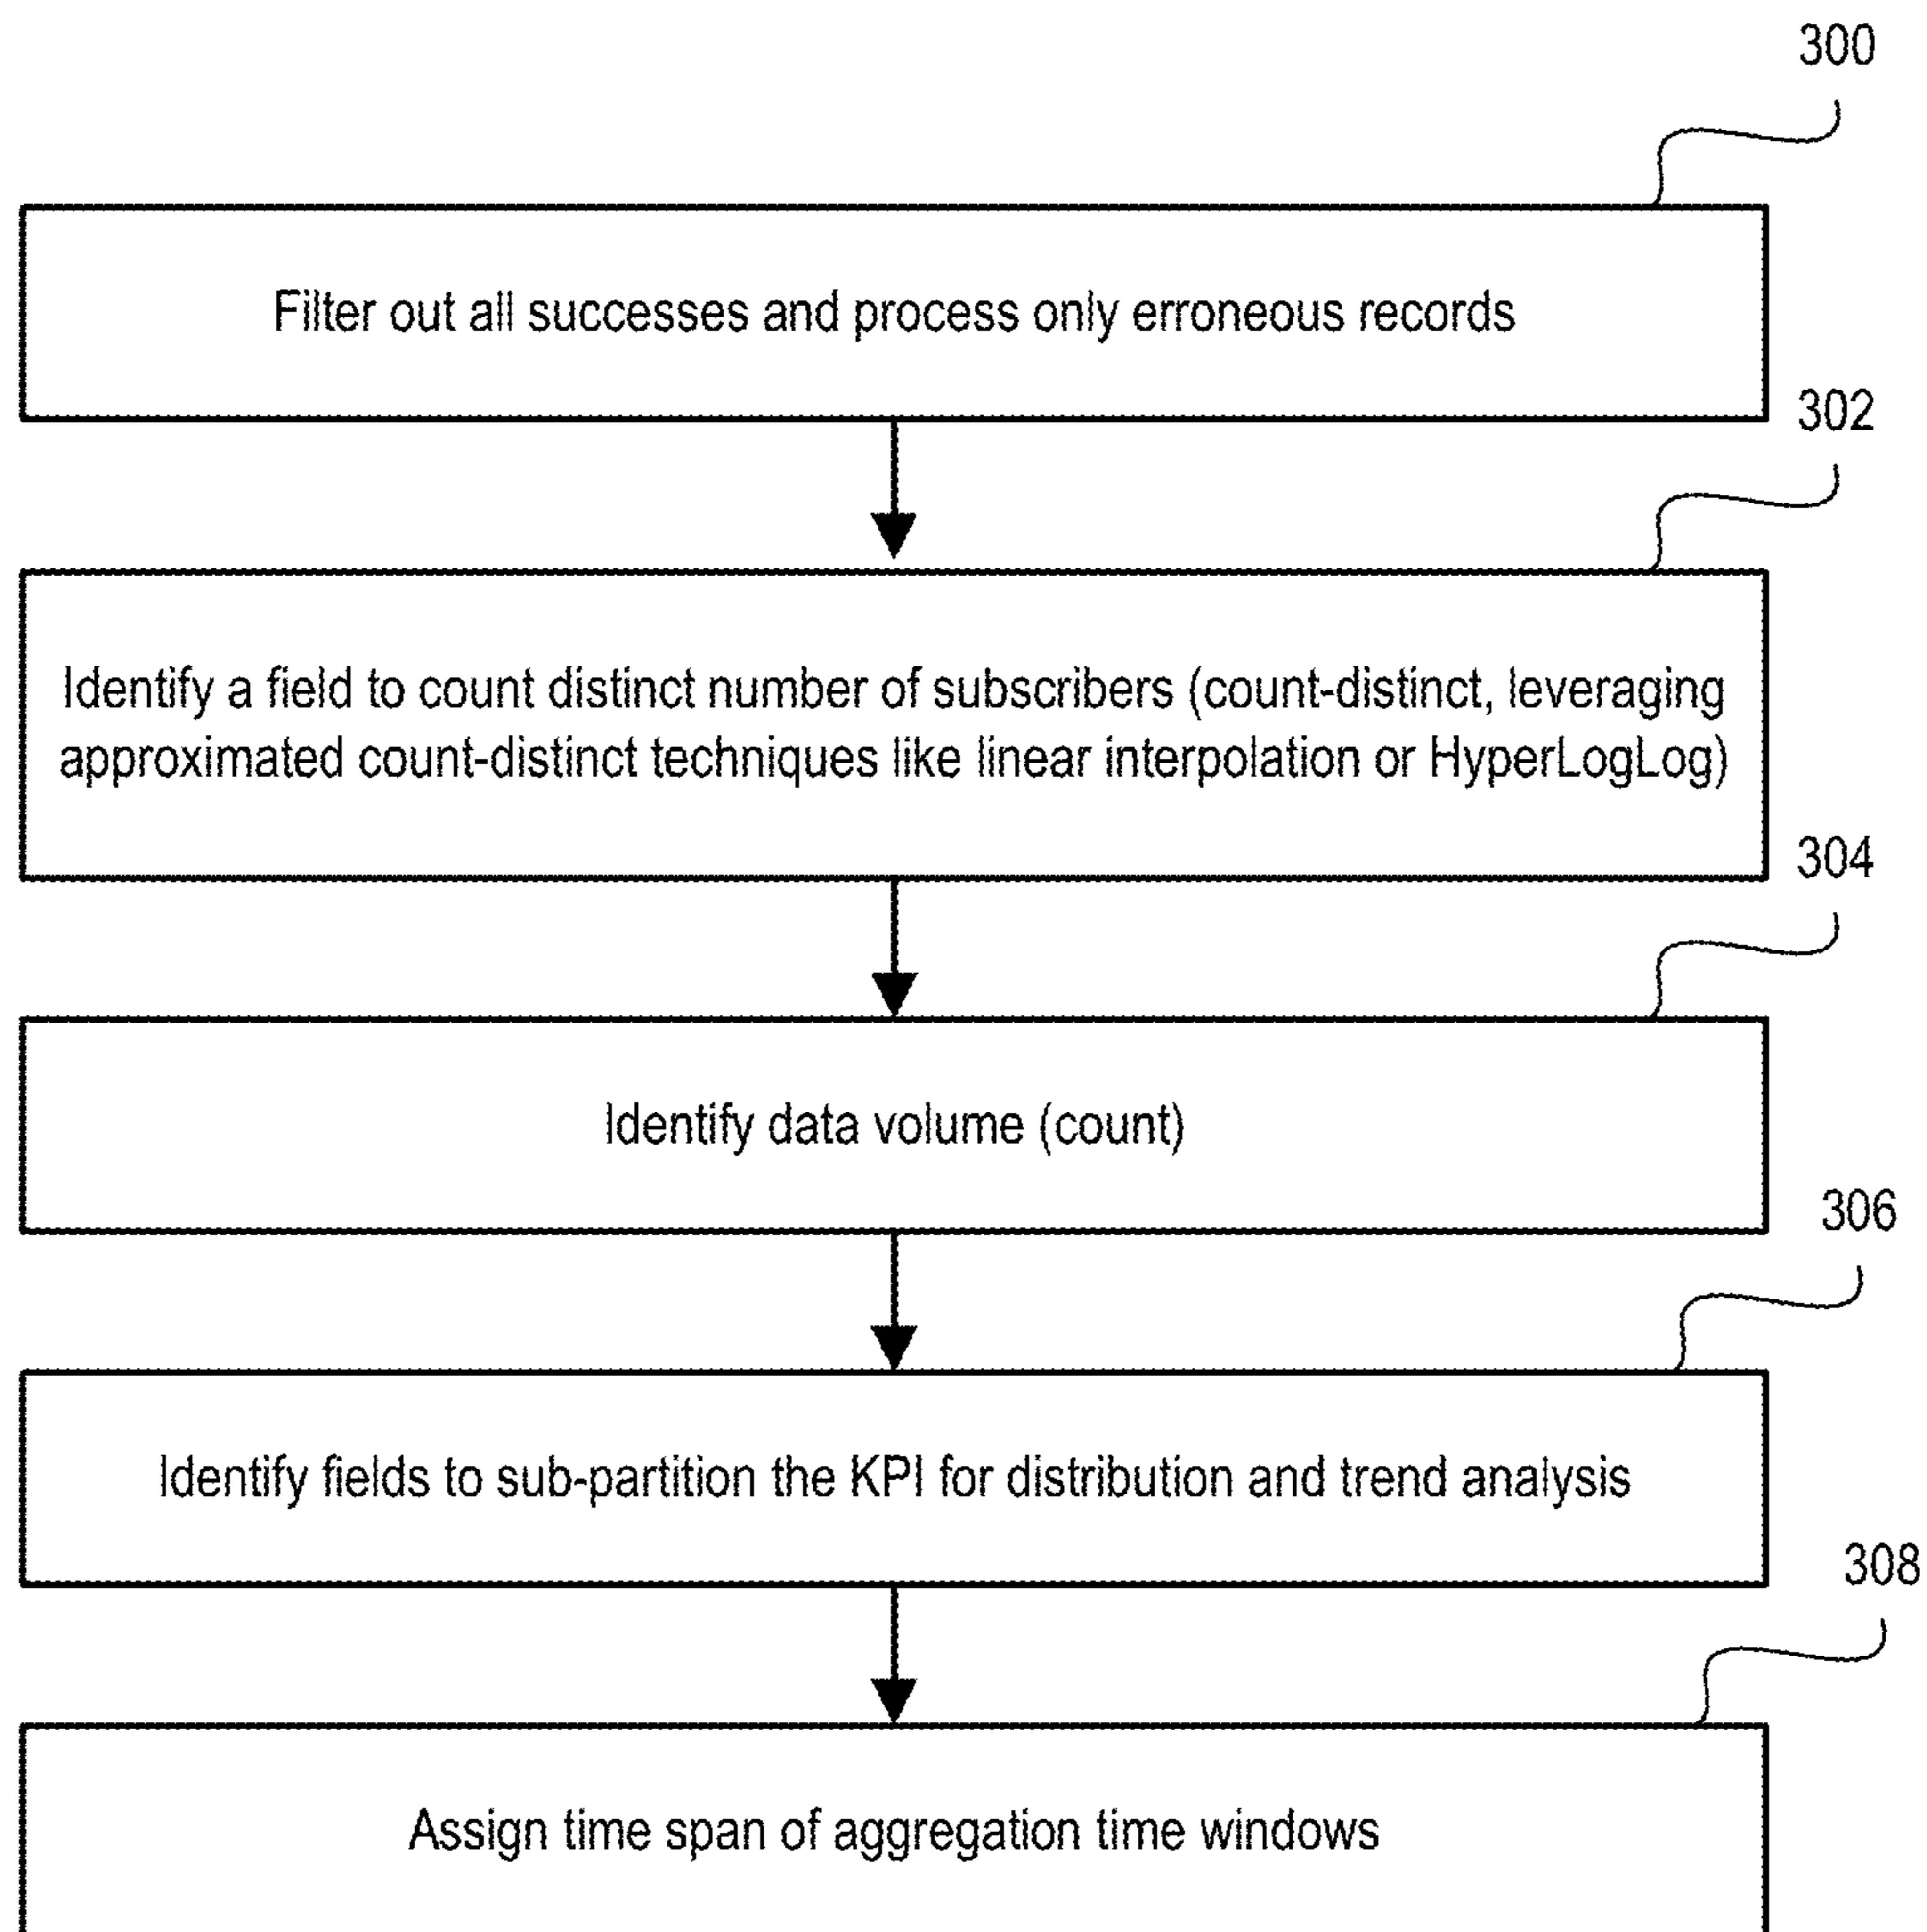 300
Filter out all successes and process only erroneous records
302
Identify a field to count distinct number of subscribers (count-distinct, leveraging
approximated count-distinct techniques like linear interpolation or HyperLogLog)
304
Identify data volume (count)
306
Identify fields to sub-partition the KPI for distribution and trend analysis
308
Assign time span of aggregation time windows